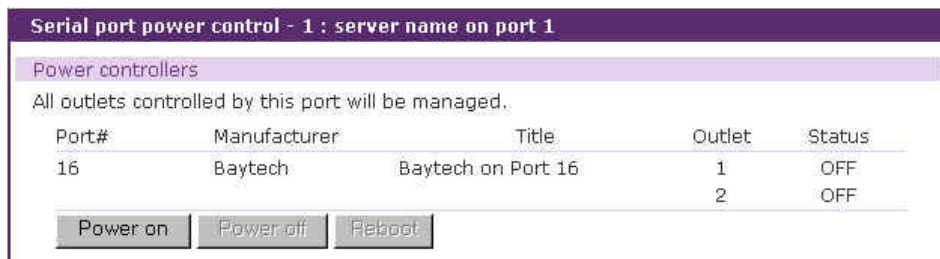 Serial port power control - 1 : server name on port 1
Power controllers
All outlets controlled by this port will be managed.
Port# Manufacturer Title Outlet Status
16 Baytech Baytech on Port 16 1 OFF
2 OFF
Power on Power off Reboot